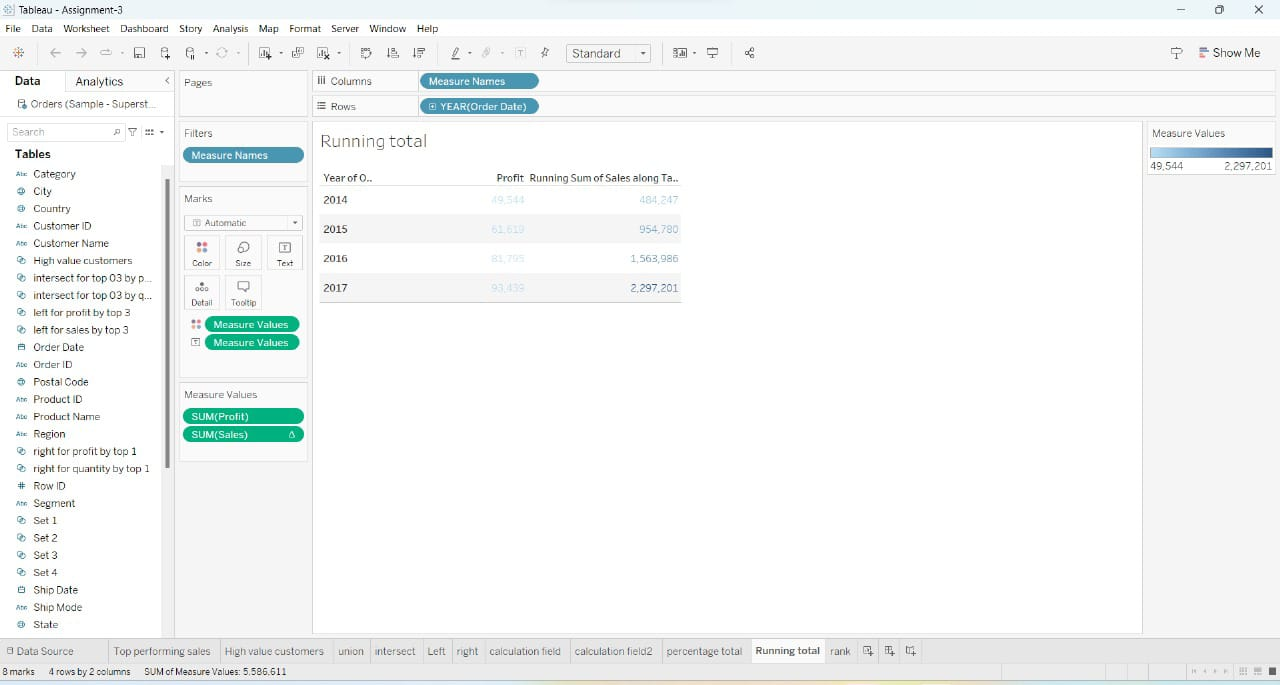 Tableau - Assignment-3
File Data Worksheet Dashboard Story Analysis Map Format Server Window Help
Standard
Show Me
Data Analytics
Orders (Sample - Superst...
Search
Tables
Abc Category
City
Country
Abc Customer ID
Abc Customer Name
High value customers
intersect for top 03 by p...
intersect for top 03 by q...
left for profit by top 3
left for sales by top 3
Order Date
Abc Order ID
Postal Code
Abc Product ID
Abc Product Name
Abc Region
right for profit by top 1
right for quantity by top 1
# Row ID
Abc Segment
Set 1
Set 2
Set 3
Set 4
Ship Date
Abc Ship Mode
State
Pages
Filters
Measure Names
Marks
Automatic
Color Size Text
Detail Tooltip
Measure Values
Measure Values
Measure Values
SUM(Profit)
SUM(Sales) Δ
Columns Measure Names
Rows YEAR(Order Date)
Running total
Year of O.. Profit Running Sum of Sales along Ta..
2014 49,544 484,247
2015 61,619 954,780
2016 81,795 1,563,986
2017 93,439 2,297,201
Measure Values
49,544 2,297,201
Data Source Top performing sales High value customers union intersect Left right calculation field calculation field2 percentage total Running total rank
8 marks 4 rows by 2 columns SUM of Measure Values: 5,586,611